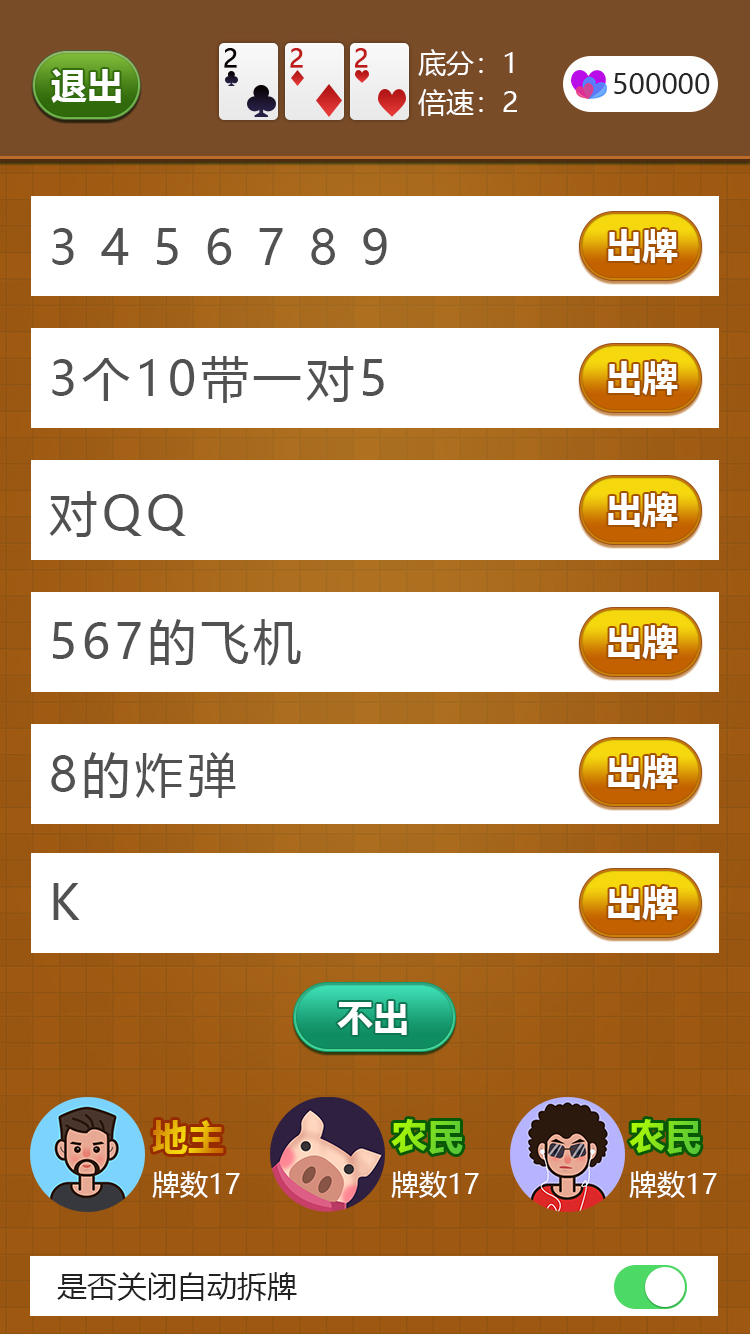 退出
2 2 2
底分：1
倍速：2
500000
3 4 5 6 7 8 9 出牌
3个10带一对5 出牌
对QQ 出牌
567的飞机 出牌
8的炸弹 出牌
K 出牌
不出
地主 农民 农民
牌数17 牌数17 牌数17
是否关闭自动拆牌